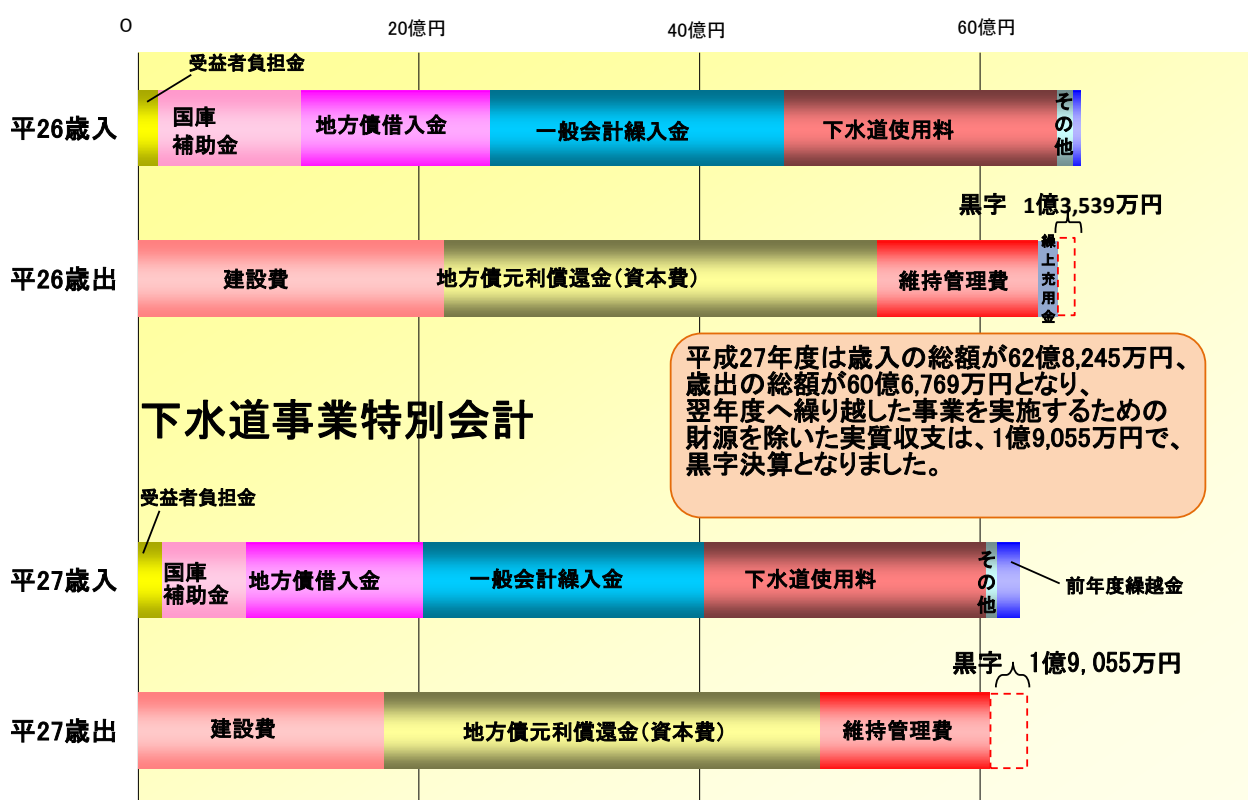 0 20億円 40億円 60億円
受益者負担金
平26歳入
国庫
補助金
地方債借入金
一般会計繰入金
下水道使用料
その他
黒字 1億3,539万円
平26歳出
建設費
地方債元利償還金(資本費)
維持管理費
繰上充用金
平成27年度は歳入の総額が62億8,245万円、
歳出の総額が60億6,769万円となり、
翌年度へ繰り越した事業を実施するための
財源を除いた実質収支は、1億9,055万円で、
黒字決算となりました。
下水道事業特別会計
受益者負担金
平27歳入
国庫
補助金
地方債借入金
一般会計繰入金
下水道使用料
その他
前年度繰越金
黒字 1億9,055万円
平27歳出
建設費
地方債元利償還金(資本費)
維持管理費